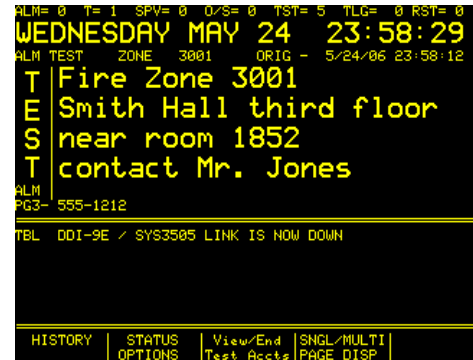 ALM= 0 T= 1 SPV= 0 O/S= 0 TST= 5 TLG= 0 RST= 0
WEDNESDAY MAY 24 23:58:29
ALM TEST ZONE 3001 ORIG - 5/24/06 23:58:12
TEST ALM
Fire Zone 3001
Smith Hall third floor
near room 1852
contact Mr. Jones
PG3- 555-1212
TBL DDI-9E / SYS3505 LINK IS NOW DOWN
HISTORY | STATUS | View/End | SNGL/MULTI |
OPTIONS | Test Accts | PAGE DISP